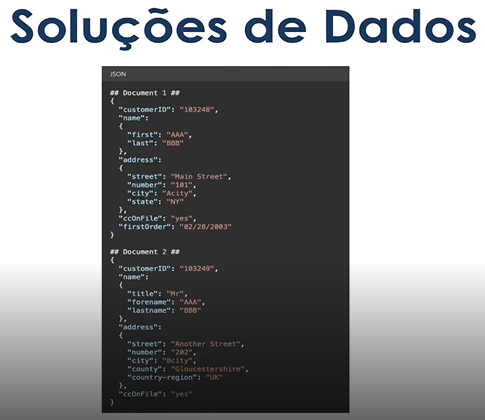 Soluções de Dados
JSON
## Document 1 ##
{
"customerID": "103248",
"name":
{
"first": "AAA",
"last": "BBB"
},
"address":
{
"street": "Main Street",
"number": "101",
"city": "Acity",
"state": "NY"
},
"ccOnFile": "yes",
"firstOrder": "02/28/2003"
}
## Document 2 ##
{
"customerID": "103249",
"name":
{
"title": "Mr",
"forename": "AAA",
"lastname": "BBB"
},
"address":
{
"street": "Another Street",
"number": "202",
"city": "Bcity",
"county": "Gloucestershire",
"country-region": "UK"
},
"ccOnFile": "yes"
}